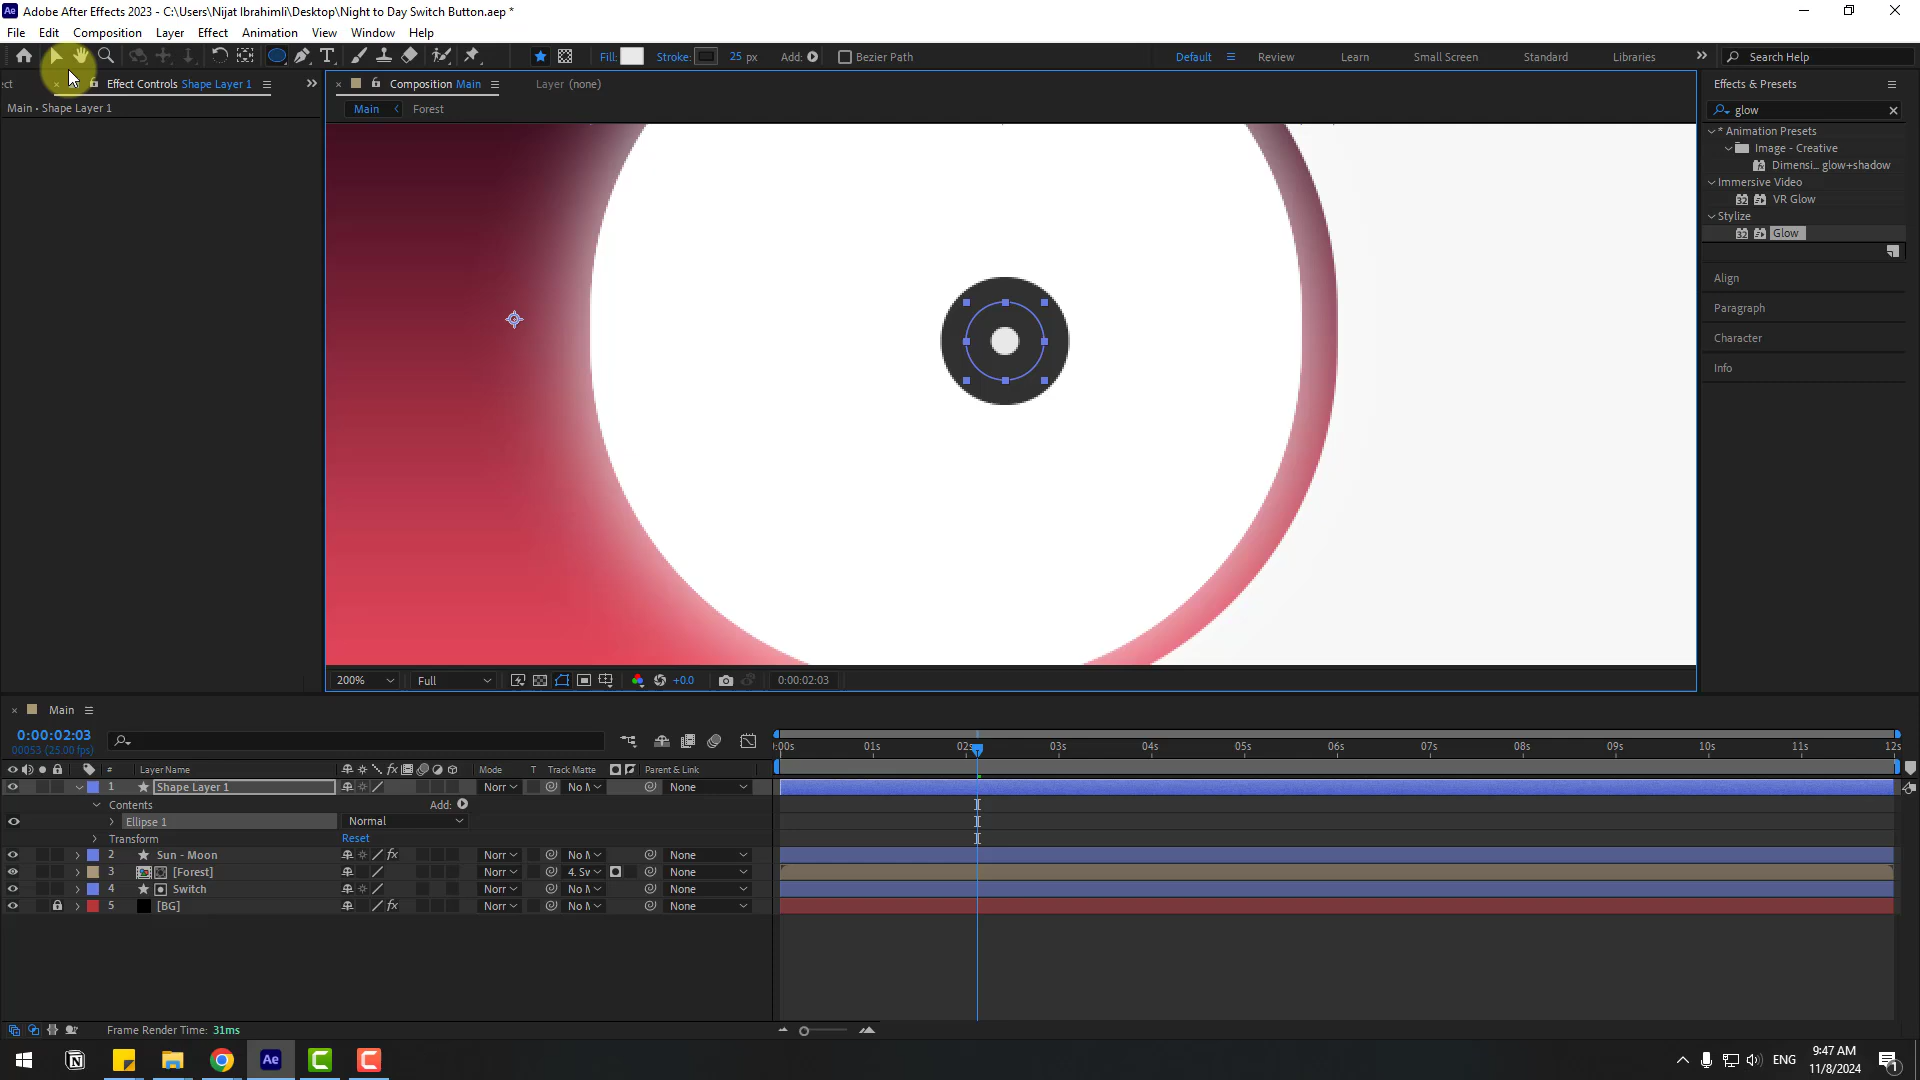 Adobe After Effects 2023 - C:\Users\Nijat Ibrahimli\Desktop\Night to Day Switch Button.aep *
File Edit Composition Layer Effect Animation View Window Help
Fill: Stroke: 25 px Add: Bezier Path Default Review Learn Small Screen Standard Libraries Search Help
Effect Controls Shape Layer 1 Composition Main Layer (none) Effects & Presets
Main • Shape Layer 1
Main Forest
glow
* Animation Presets
Image - Creative
Dimensi... glow+shadow
Immersive Video
VR Glow
Stylize
Glow
Align
Paragraph
Character
Info
200% Full +0.0 0:00:02:03
Main
0:00:02:03
00053 (25.00 fps)
:00s 01s 02s 03s 04s 05s 06s 07s 08s 09s 10s 11s 12s
# Layer Name Mode T Track Matte Parent & Link
1 Shape Layer 1 Norr No M None
Contents Add:
Ellipse 1 Normal
Transform Reset
2 Sun - Moon Norr No M None
3 [Forest] Norr 4. Sv None
4 Switch Norr No M None
5 [BG] Norr No M None
Frame Render Time: 31ms
Ae ENG 9:47 AM
11/8/2024